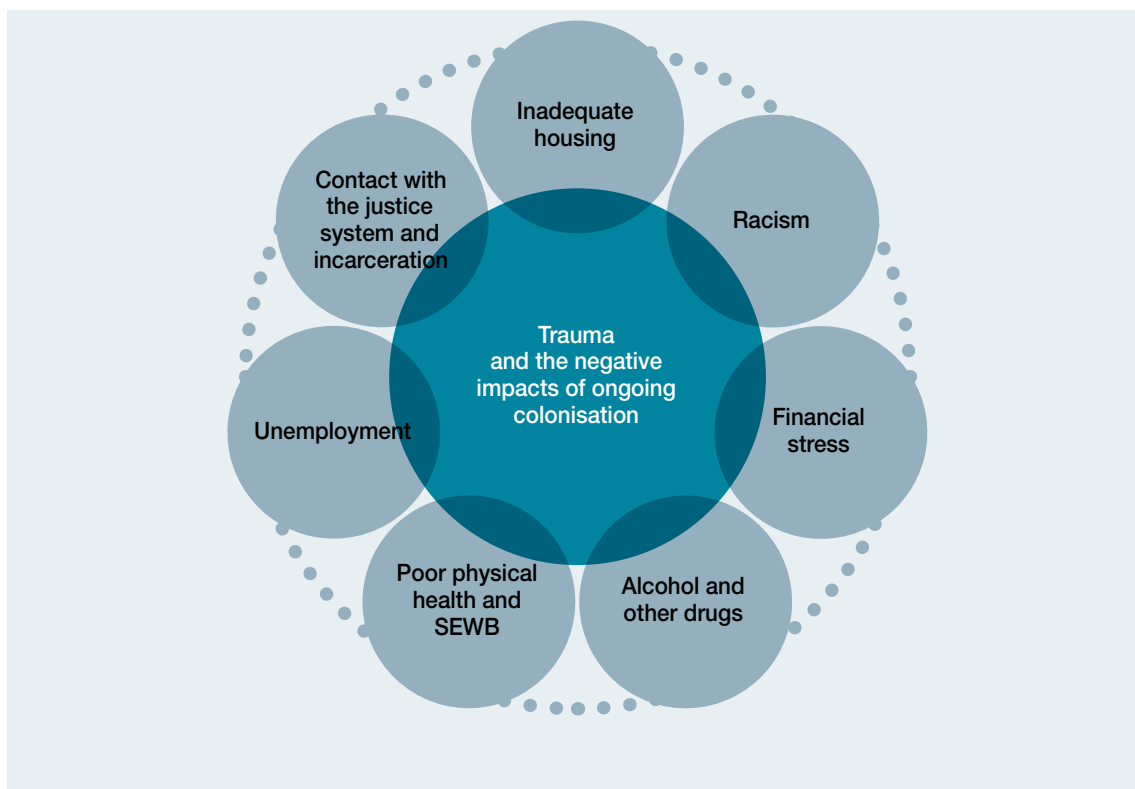 Inadequate
housing
Contact with
the justice
system and
incarceration
Racism
Trauma
and the negative
impacts of ongoing
colonisation
Unemployment
Financial
stress
Poor physical
health and
SEWB
Alcohol and
other drugs